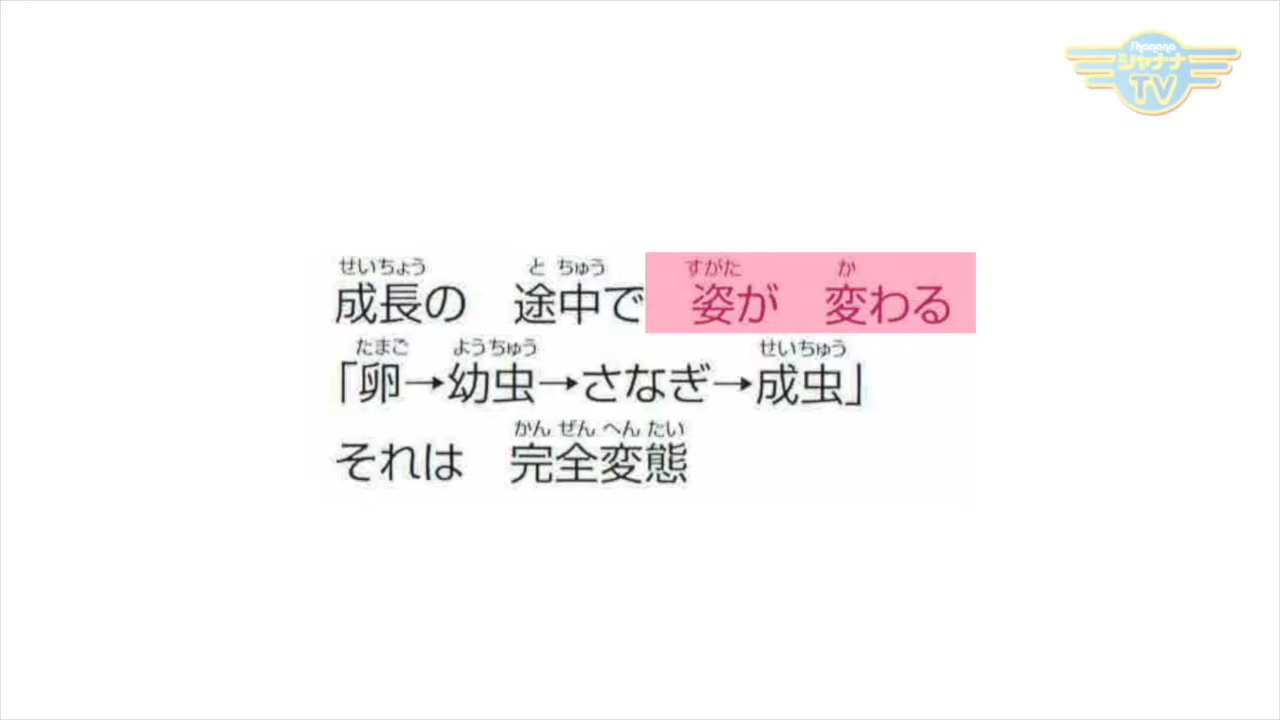 Shanana
シャナナ
TV
せいちょう と ちゅう すがた か
成長の 途中で 姿が 変わる
たまご ようちゅう せいちゅう
「卵→幼虫→さなぎ→成虫」
かん ぜん へん たい
それは 完全変態